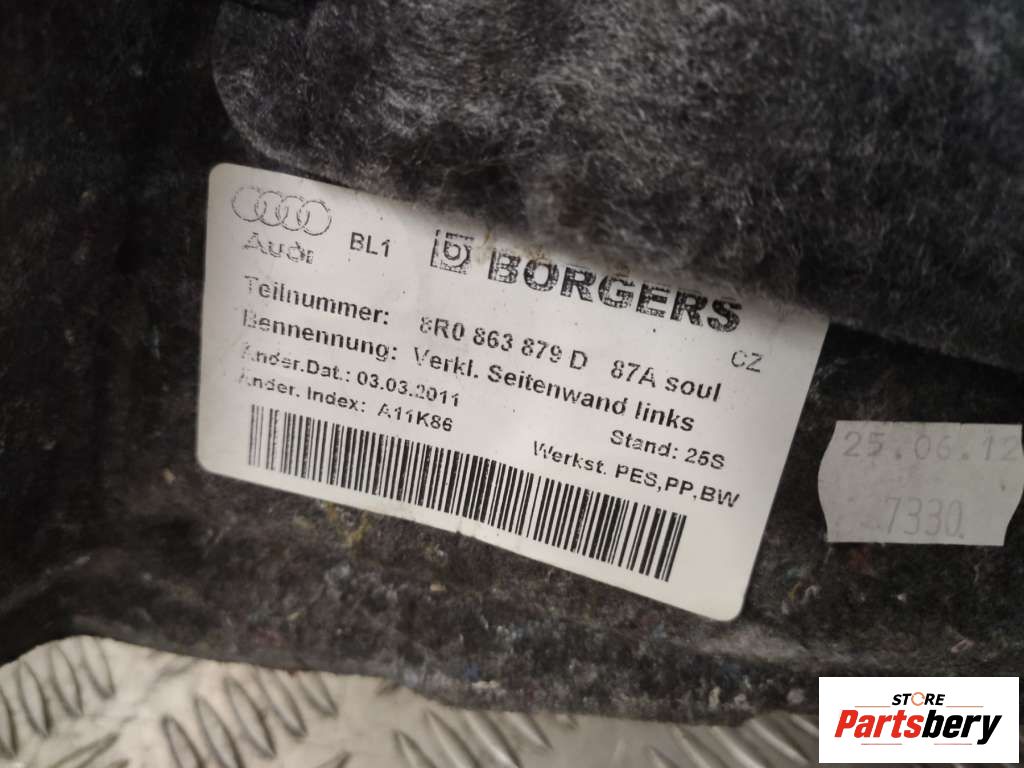 Audi BL1 b BORGERS
CZ
Teilnummer: 8R0 863 879 D 87A soul
Bennennung: Verkl. Seitenwand links
Änder.Dat.: 03.03.2011 Stand: 25S
Änder. Index: A11K86 Werkst. PES,PP,BW
25.06.12
7330
STORE
Partsbery